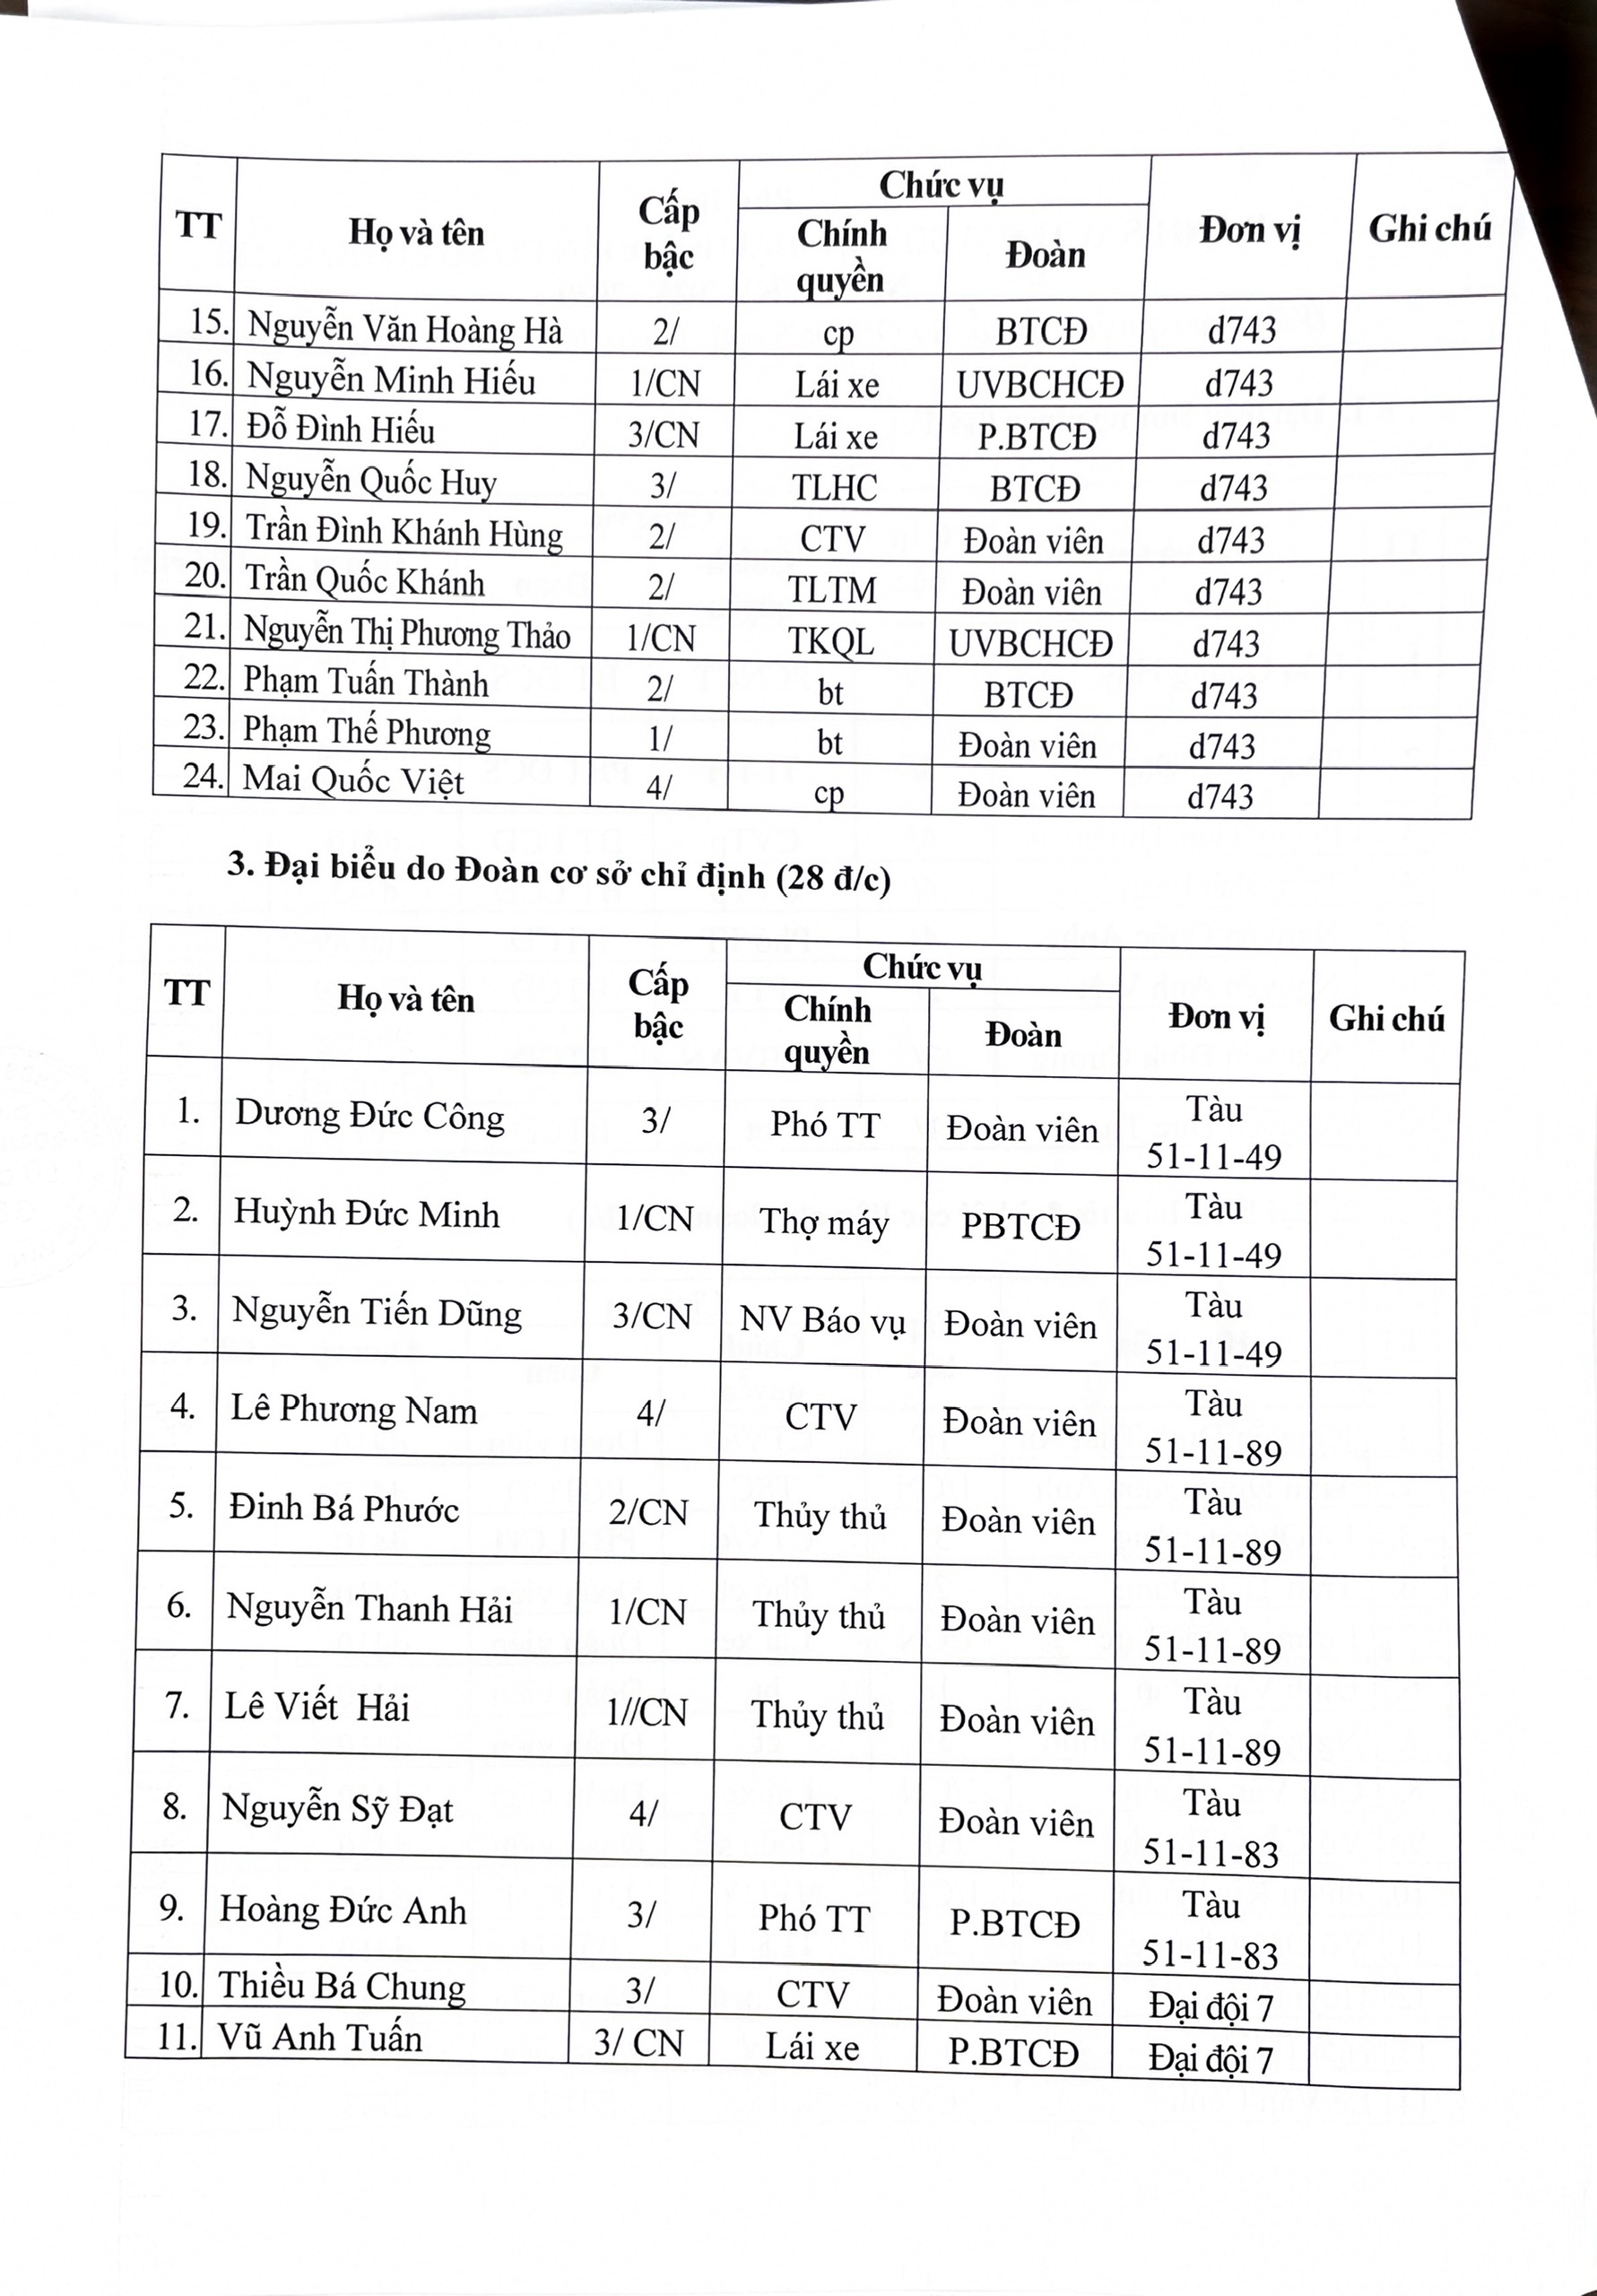 TT Họ và tên Cấp bậc Chức vụ Đơn vị Ghi chú
Chính quyền Đoàn
15. Nguyễn Văn Hoàng Hà 2/ cp BTCĐ d743
16. Nguyễn Minh Hiếu 1/CN Lái xe UVBCHCĐ d743
17. Đỗ Đình Hiếu 3/CN Lái xe P.BTCĐ d743
18. Nguyễn Quốc Huy 3/ TLHC BTCĐ d743
19. Trần Đình Khánh Hùng 2/ CTV Đoàn viên d743
20. Trần Quốc Khánh 2/ TLTM Đoàn viên d743
21. Nguyễn Thị Phương Thảo 1/CN TKQL UVBCHCĐ d743
22. Phạm Tuấn Thành 2/ bt BTCĐ d743
23. Phạm Thế Phương 1/ bt Đoàn viên d743
24. Mai Quốc Việt 4/ cp Đoàn viên d743
3. Đại biểu do Đoàn cơ sở chỉ định (28 đ/c)
TT Họ và tên Cấp bậc Chức vụ Đơn vị Ghi chú
Chính quyền Đoàn
1. Dương Đức Công 3/ Phó TT Đoàn viên Tàu 51-11-49
2. Huỳnh Đức Minh 1/CN Thợ máy PBTCĐ Tàu 51-11-49
3. Nguyễn Tiến Dũng 3/CN NV Báo vụ Đoàn viên Tàu 51-11-49
4. Lê Phương Nam 4/ CTV Đoàn viên Tàu 51-11-89
5. Đinh Bá Phước 2/CN Thủy thủ Đoàn viên Tàu 51-11-89
6. Nguyễn Thanh Hải 1/CN Thủy thủ Đoàn viên Tàu 51-11-89
7. Lê Viết Hải 1//CN Thủy thủ Đoàn viên Tàu 51-11-89
8. Nguyễn Sỹ Đạt 4/ CTV Đoàn viên Tàu 51-11-83
9. Hoàng Đức Anh 3/ Phó TT P.BTCĐ Tàu 51-11-83
10. Thiều Bá Chung 3/ CTV Đoàn viên Đại đội 7
11. Vũ Anh Tuấn 3/ CN Lái xe P.BTCĐ Đại đội 7